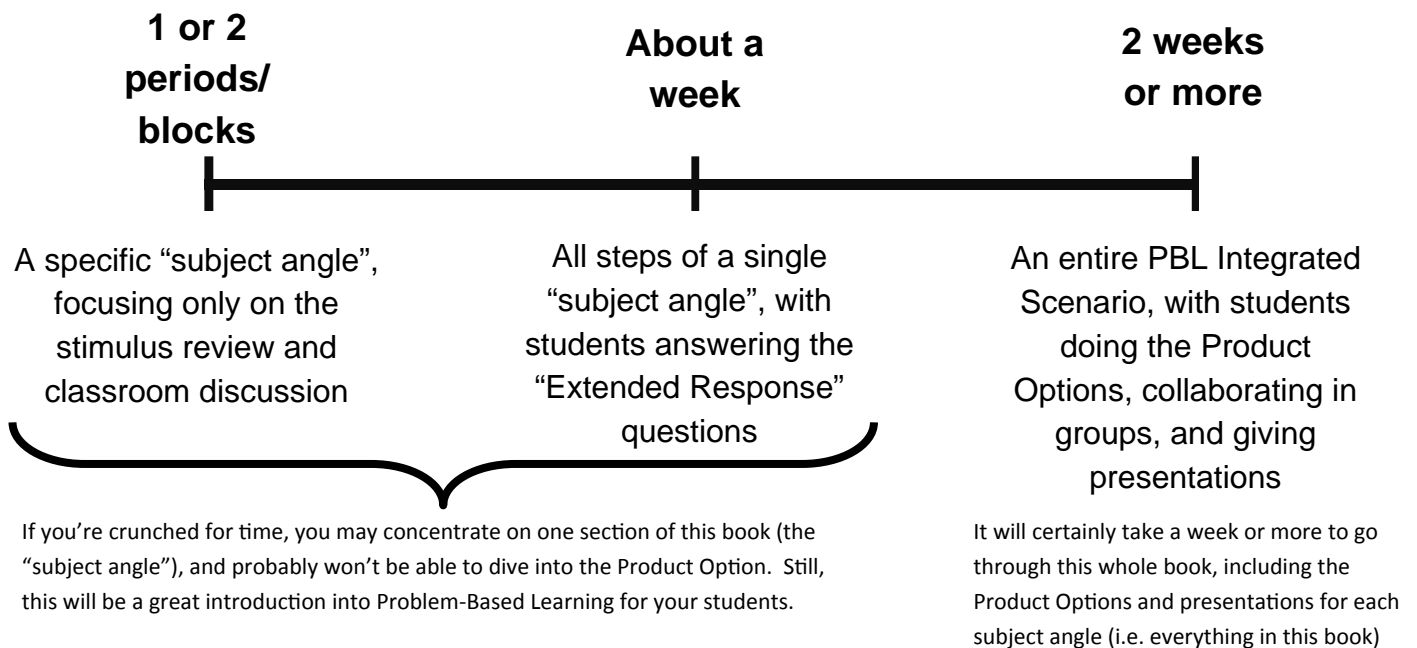 1 or 2
periods/
blocks
About a
week
2 weeks
or more
A specific “subject angle”,
focusing only on the
stimulus review and
classroom discussion
All steps of a single
“subject angle”, with
students answering the
“Extended Response”
questions
An entire PBL Integrated
Scenario, with students
doing the Product
Options, collaborating in
groups, and giving
presentations
If you’re crunched for time, you may concentrate on one section of this book (the
“subject angle”), and probably won’t be able to dive into the Product Option.  Still,
this will be a great introduction into Problem-Based Learning for your students.
It will certainly take a week or more to go
through this whole book, including the
Product Options and presentations for each
subject angle (i.e. everything in this book)